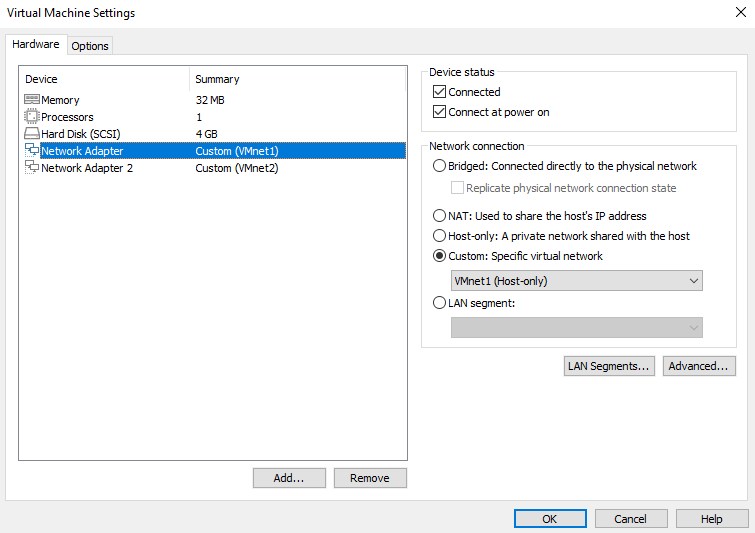 Virtual Machine Settings
Hardware
Options
Device Summary
Memory 32 MB
Processors 1
Hard Disk (SCSI) 4 GB
Network Adapter Custom (VMnet1)
Network Adapter 2 Custom (VMnet2)
Add...
Remove
Device status
Connected
Connect at power on
Network connection
Bridged: Connected directly to the physical network
Replicate physical network connection state
NAT: Used to share the host's IP address
Host-only: A private network shared with the host
Custom: Specific virtual network
VMnet1 (Host-only)
LAN segment:
LAN Segments...
Advanced...
OK
Cancel
Help